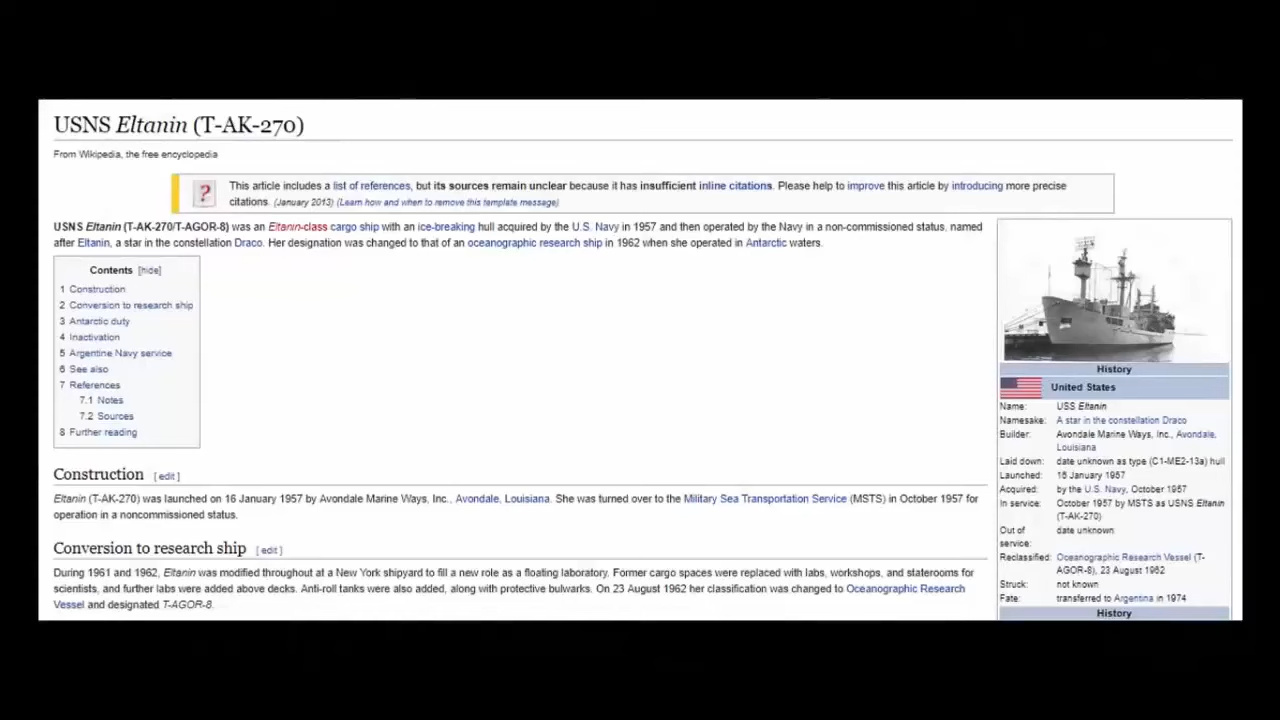 USNS Eltanin (T-AK-270)
From Wikipedia, the free encyclopedia
This article includes a list of references, but its sources remain unclear because it has insufficient inline citations. Please help to improve this article by introducing more precise
citations. (January 2013) (Learn how and when to remove this template message)
USNS Eltanin (T-AK-270/T-AGOR-8) was an Eltanin-class cargo ship with an ice-breaking hull acquired by the U.S. Navy in 1957 and then operated by the Navy in a non-commissioned status, named
after Eltanin, a star in the constellation Draco. Her designation was changed to that of an oceanographic research ship in 1962 when she operated in Antarctic waters.
Contents [hide]
1 Construction
2 Conversion to research ship
3 Antarctic duty
4 Inactivation
5 Argentine Navy service
6 See also
7 References
7.1 Notes
7.2 Sources
8 Further reading
Construction [ edit ]
Eltanin (T-AK-270) was launched on 16 January 1957 by Avondale Marine Ways, Inc., Avondale, Louisiana. She was turned over to the Military Sea Transportation Service (MSTS) in October 1957 for
operation in a noncommissioned status.
Conversion to research ship [ edit ]
During 1961 and 1962, Eltanin was modified throughout at a New York shipyard to fill a new role as a floating laboratory. Former cargo spaces were replaced with labs, workshops, and staterooms for
scientists, and further labs were added above decks. Anti-roll tanks were also added, along with protective bulwarks. On 23 August 1962 her classification was changed to Oceanographic Research
Vessel and designated T-AGOR-8.
History
United States
Name: USS Eltanin
Namesake: A star in the constellation Draco
Builder: Avondale Marine Ways, Inc., Avondale,
Louisiana
Laid down: date unknown as type (C1-ME2-13a) hull
Launched: 16 January 1957
Acquired: by the U.S. Navy, October 1957
In service: October 1957 by MSTS as USNS Eltanin
(T-AK-270)
Out of date unknown
service:
Reclassified: Oceanographic Research Vessel (T-
AGOR-8), 23 August 1962
Struck: not known
Fate: transferred to Argentina in 1974
History